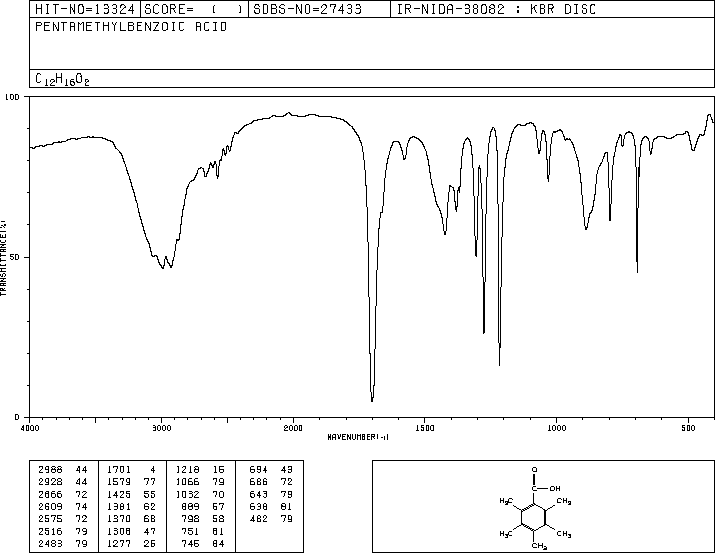 HIT-NO=13324 SCORE= ( ) SDBS-NO=27433 IR-NIDA-38082 : KBR DISC
PENTAMETHYLBENZOIC ACID
C12H16O2
100
50
0
TRANSMITTANCE(%)
4000 3000 2000 1500 1000 500
WAVENUMBER(-1)
2988 44 1701 4 1218 16 694 43
2928 44 1579 77 1066 79 686 72
2666 72 1425 55 1032 70 643 79
2609 74 1381 62 889 57 638 81
2575 72 1370 68 798 58 482 79
2516 79 1308 47 751 81
2483 79 1277 26 745 84
O
C OH
H3C CH3
H3C CH3
CH3